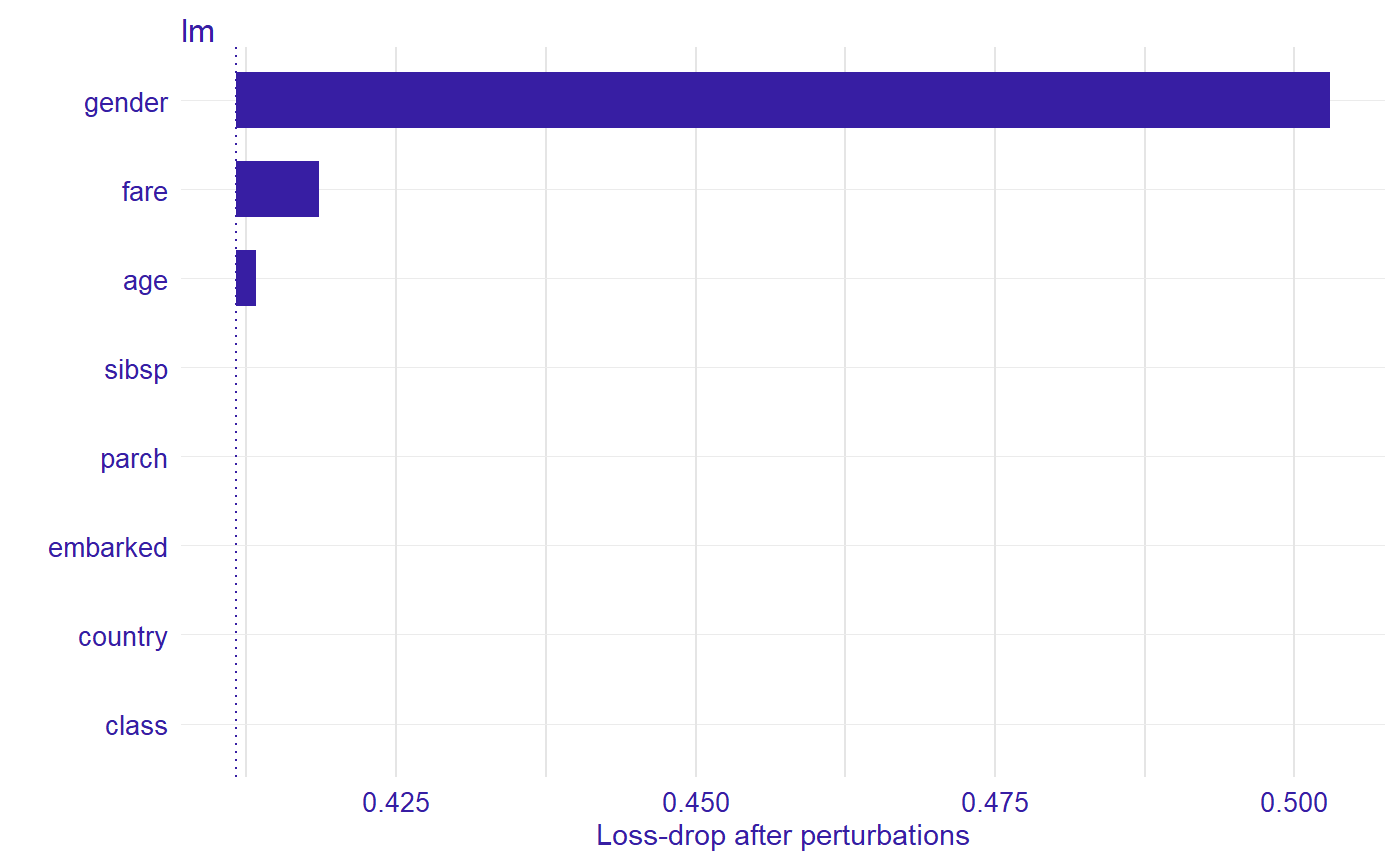 lm
gender
fare
age
sibsp
parch
embarked
country
class
0.425 0.450 0.475 0.500
Loss-drop after perturbations